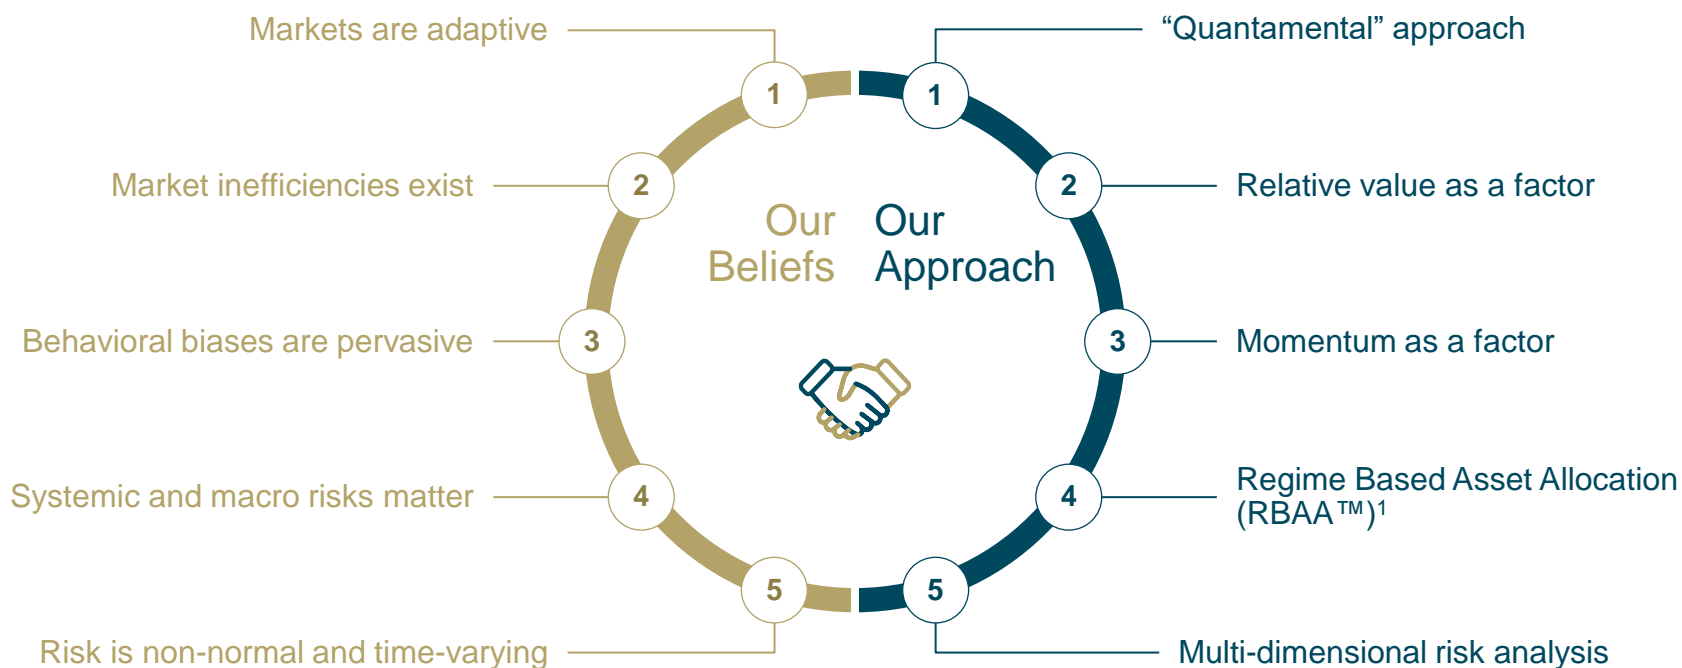 Markets are adaptive
1
Market inefficiencies exist
2
Behavioral biases are pervasive
3
Systemic and macro risks matter
4
Risk is non-normal and time-varying
5
Our
Beliefs
Our
Approach
“Quantamental” approach
1
Relative value as a factor
2
Momentum as a factor
3
Regime Based Asset Allocation
(RBAA™)¹
4
Multi-dimensional risk analysis
5